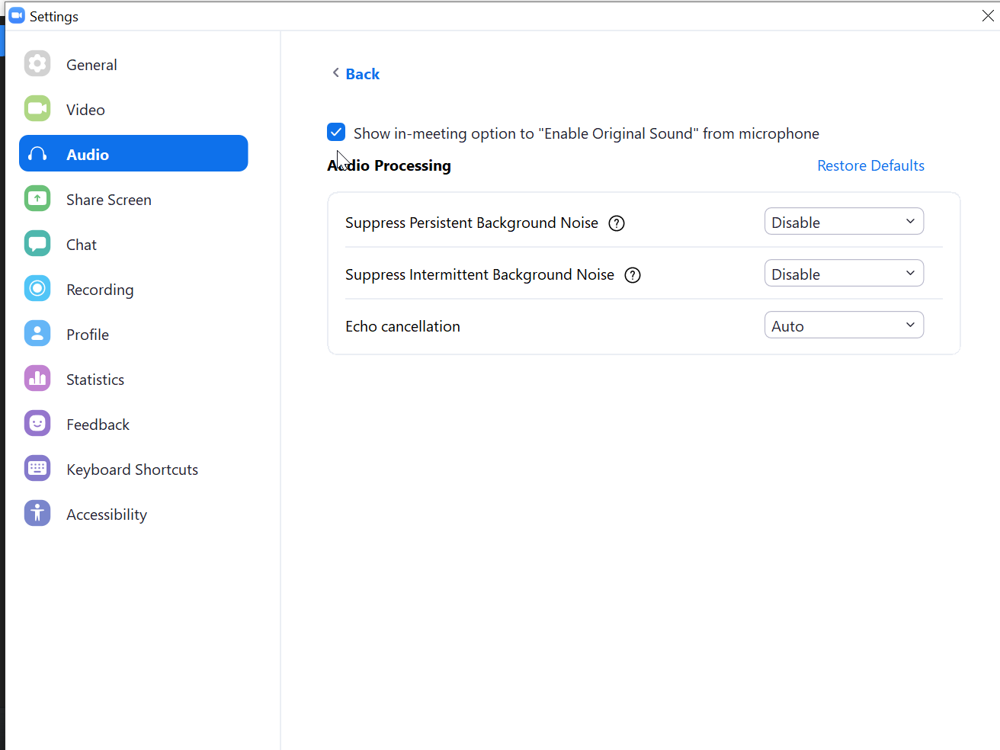 Settings
General
Video
Audio
Share Screen
Chat
Recording
Profile
Statistics
Feedback
Keyboard Shortcuts
Accessibility
Back
Show in-meeting option to "Enable Original Sound" from microphone
Audio Processing
Restore Defaults
Suppress Persistent Background Noise ? Disable
Suppress Intermittent Background Noise ? Disable
Echo cancellation Auto